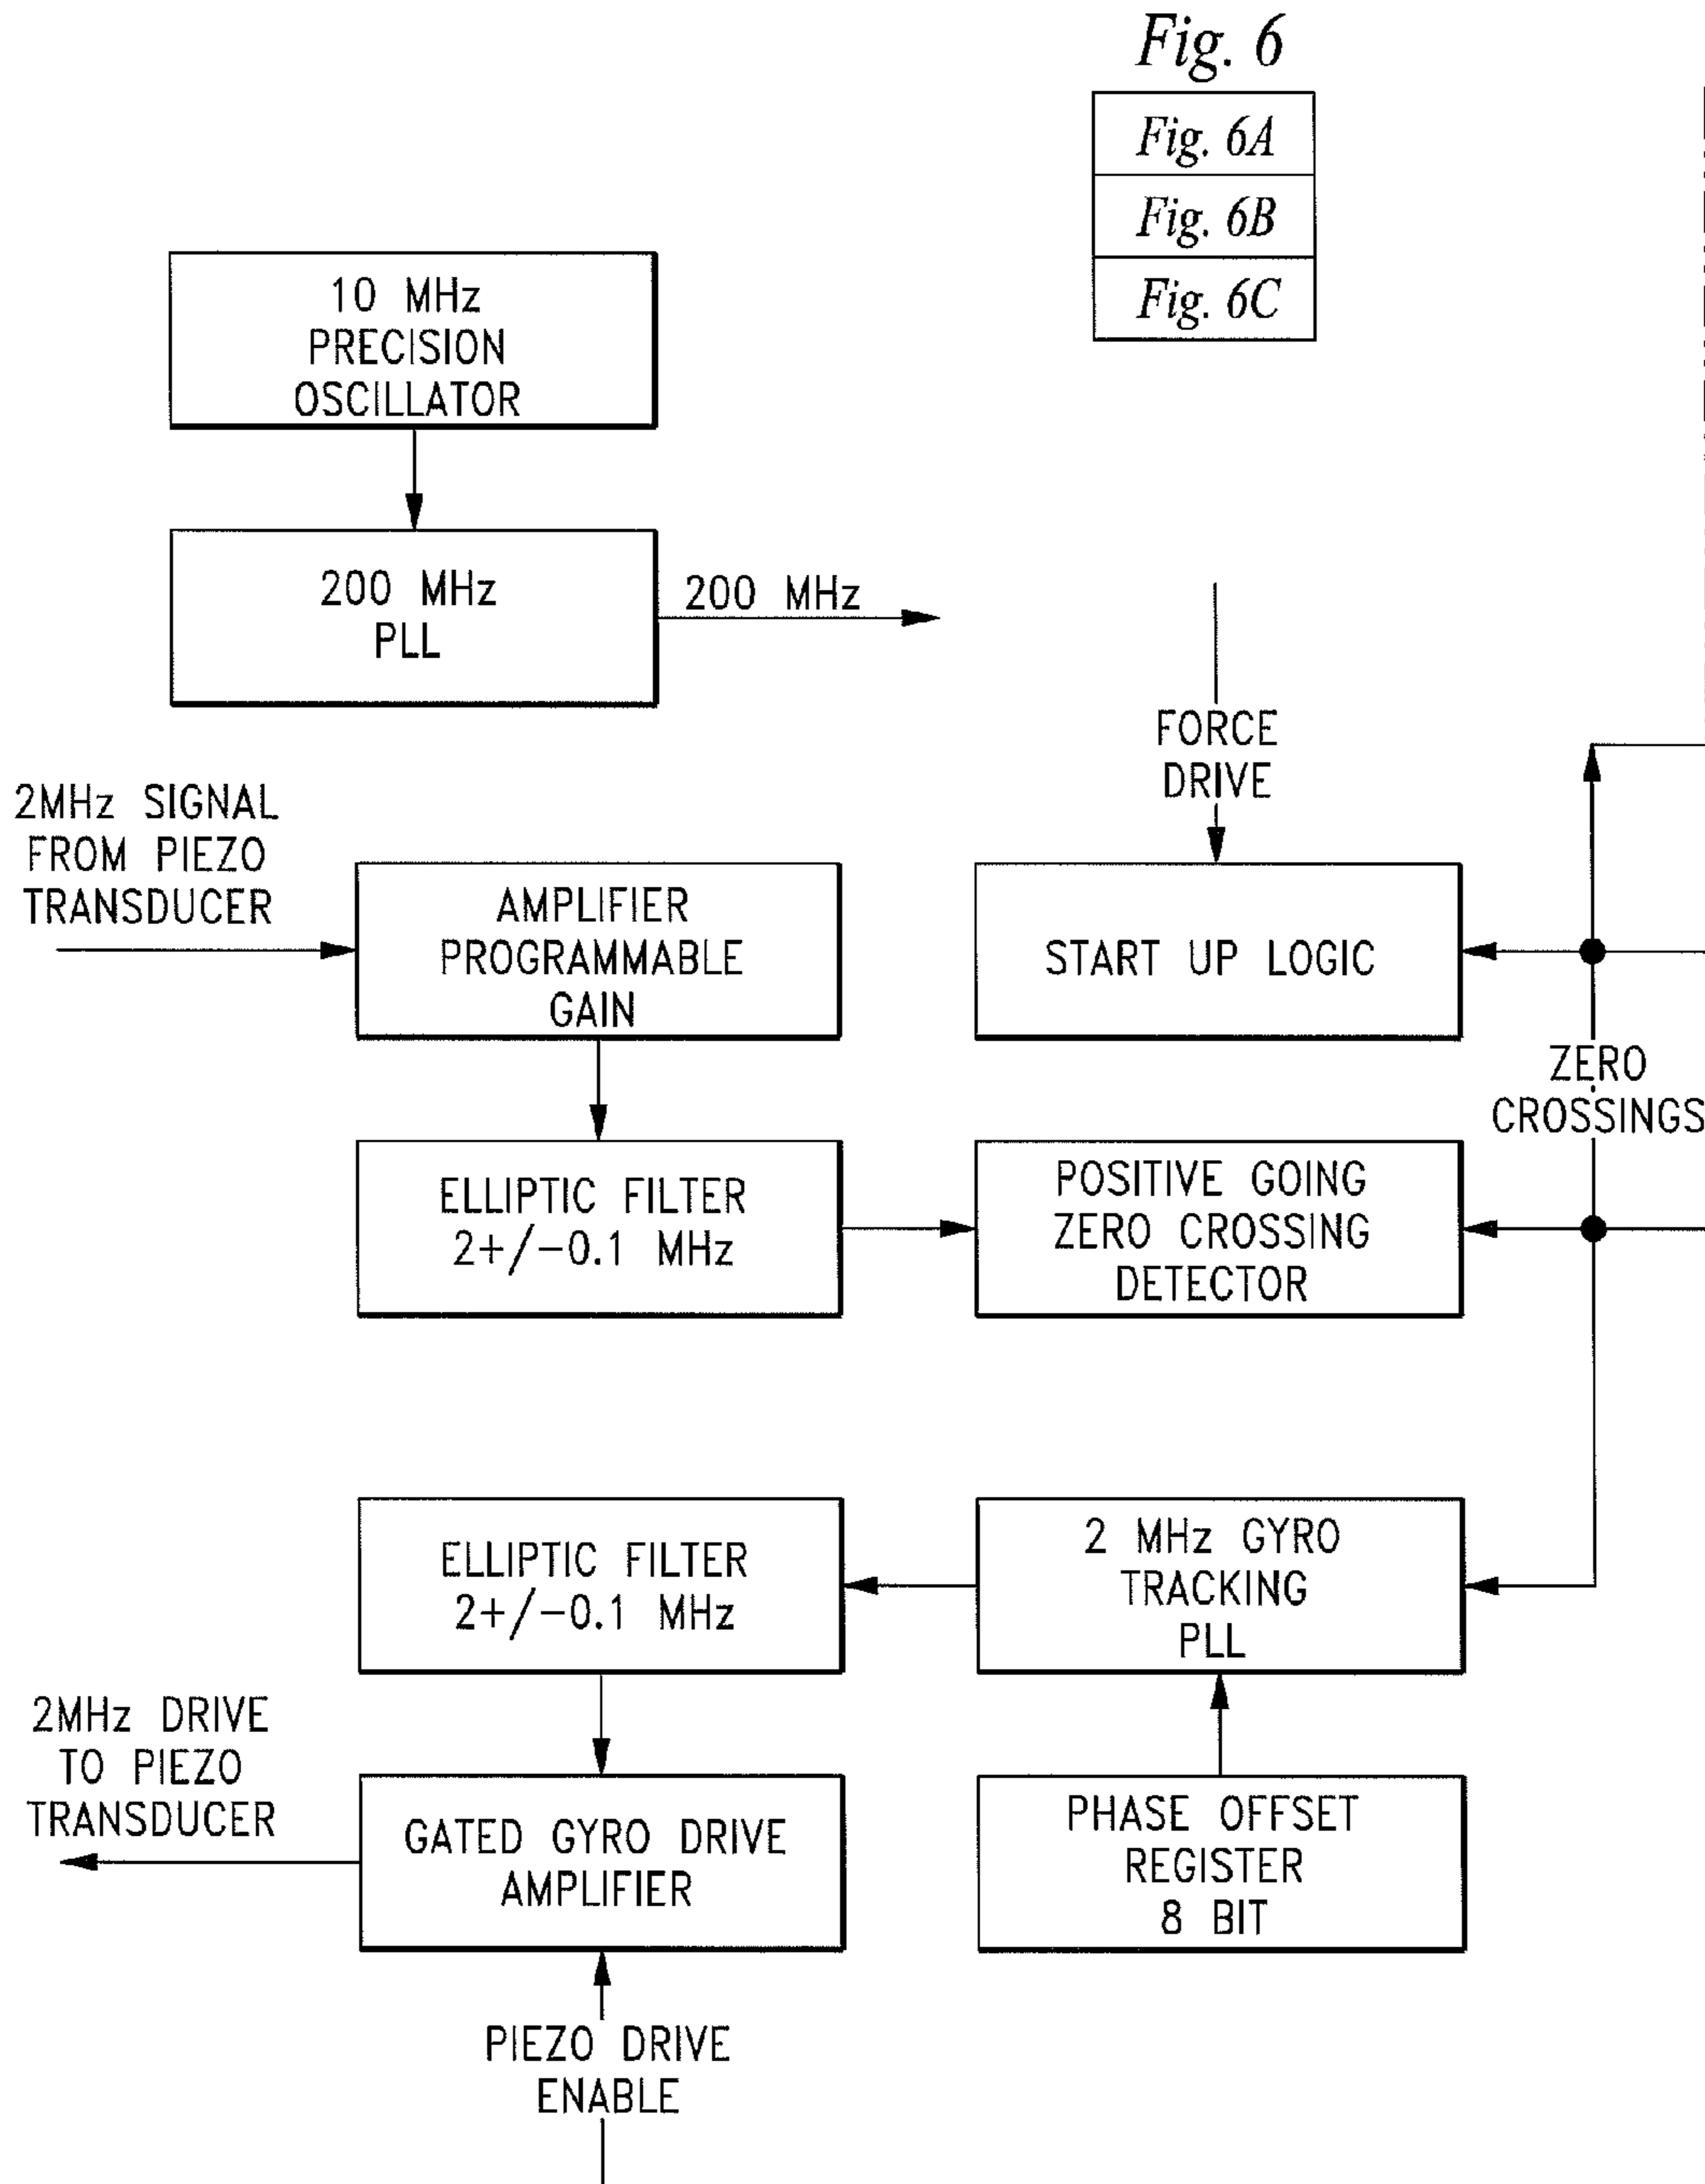 Fig. 6
Fig. 6A
Fig. 6B
Fig. 6C
10 MHz
PRECISION
OSCILLATOR
200 MHz
PLL
200 MHz
FORCE
DRIVE
2MHz SIGNAL
FROM PIEZO
TRANSDUCER
AMPLIFIER
PROGRAMMABLE
GAIN
START UP LOGIC
ZERO
CROSSINGS
ELLIPTIC FILTER
2+/-0.1 MHz
POSITIVE GOING
ZERO CROSSING
DETECTOR
ELLIPTIC FILTER
2+/-0.1 MHz
2 MHz GYRO
TRACKING
PLL
2MHz DRIVE
TO PIEZO
TRANSDUCER
GATED GYRO DRIVE
AMPLIFIER
PHASE OFFSET
REGISTER
8 BIT
PIEZO DRIVE
ENABLE